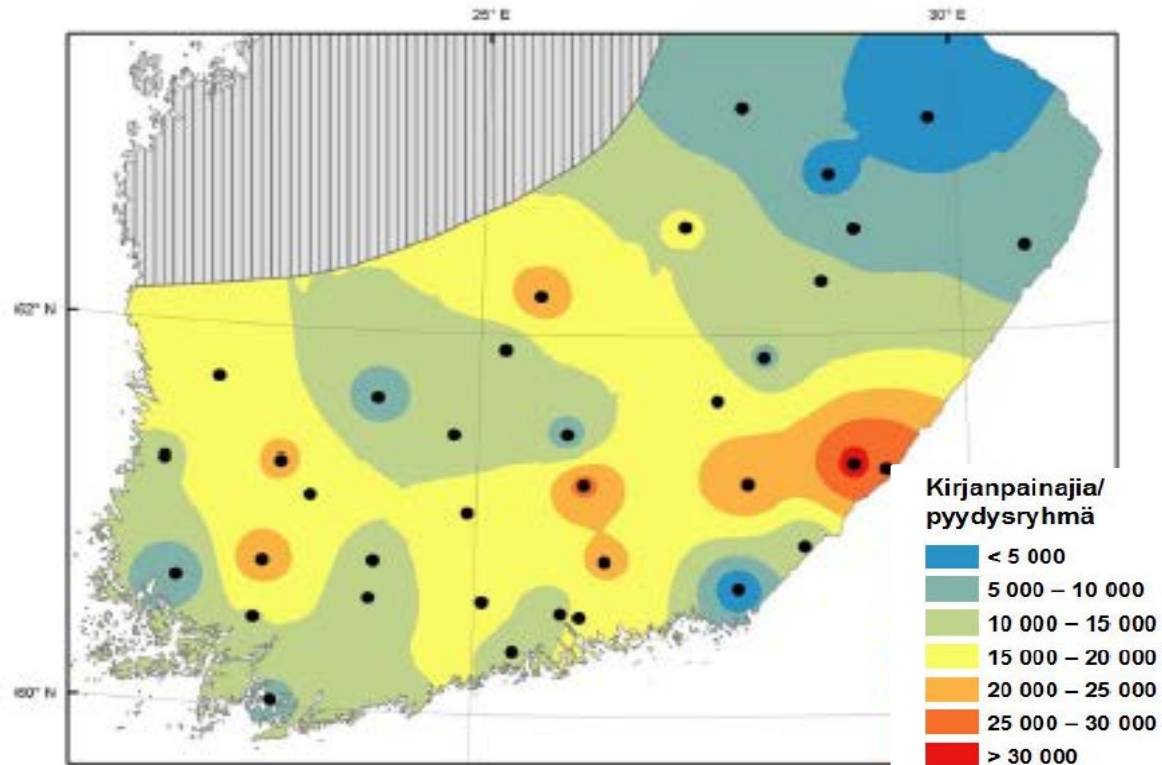 25° E
30° E
62° N
60° N
Kirjanpainajia/
pyydysryhmä
< 5 000
5 000 – 10 000
10 000 – 15 000
15 000 – 20 000
20 000 – 25 000
25 000 – 30 000
> 30 000